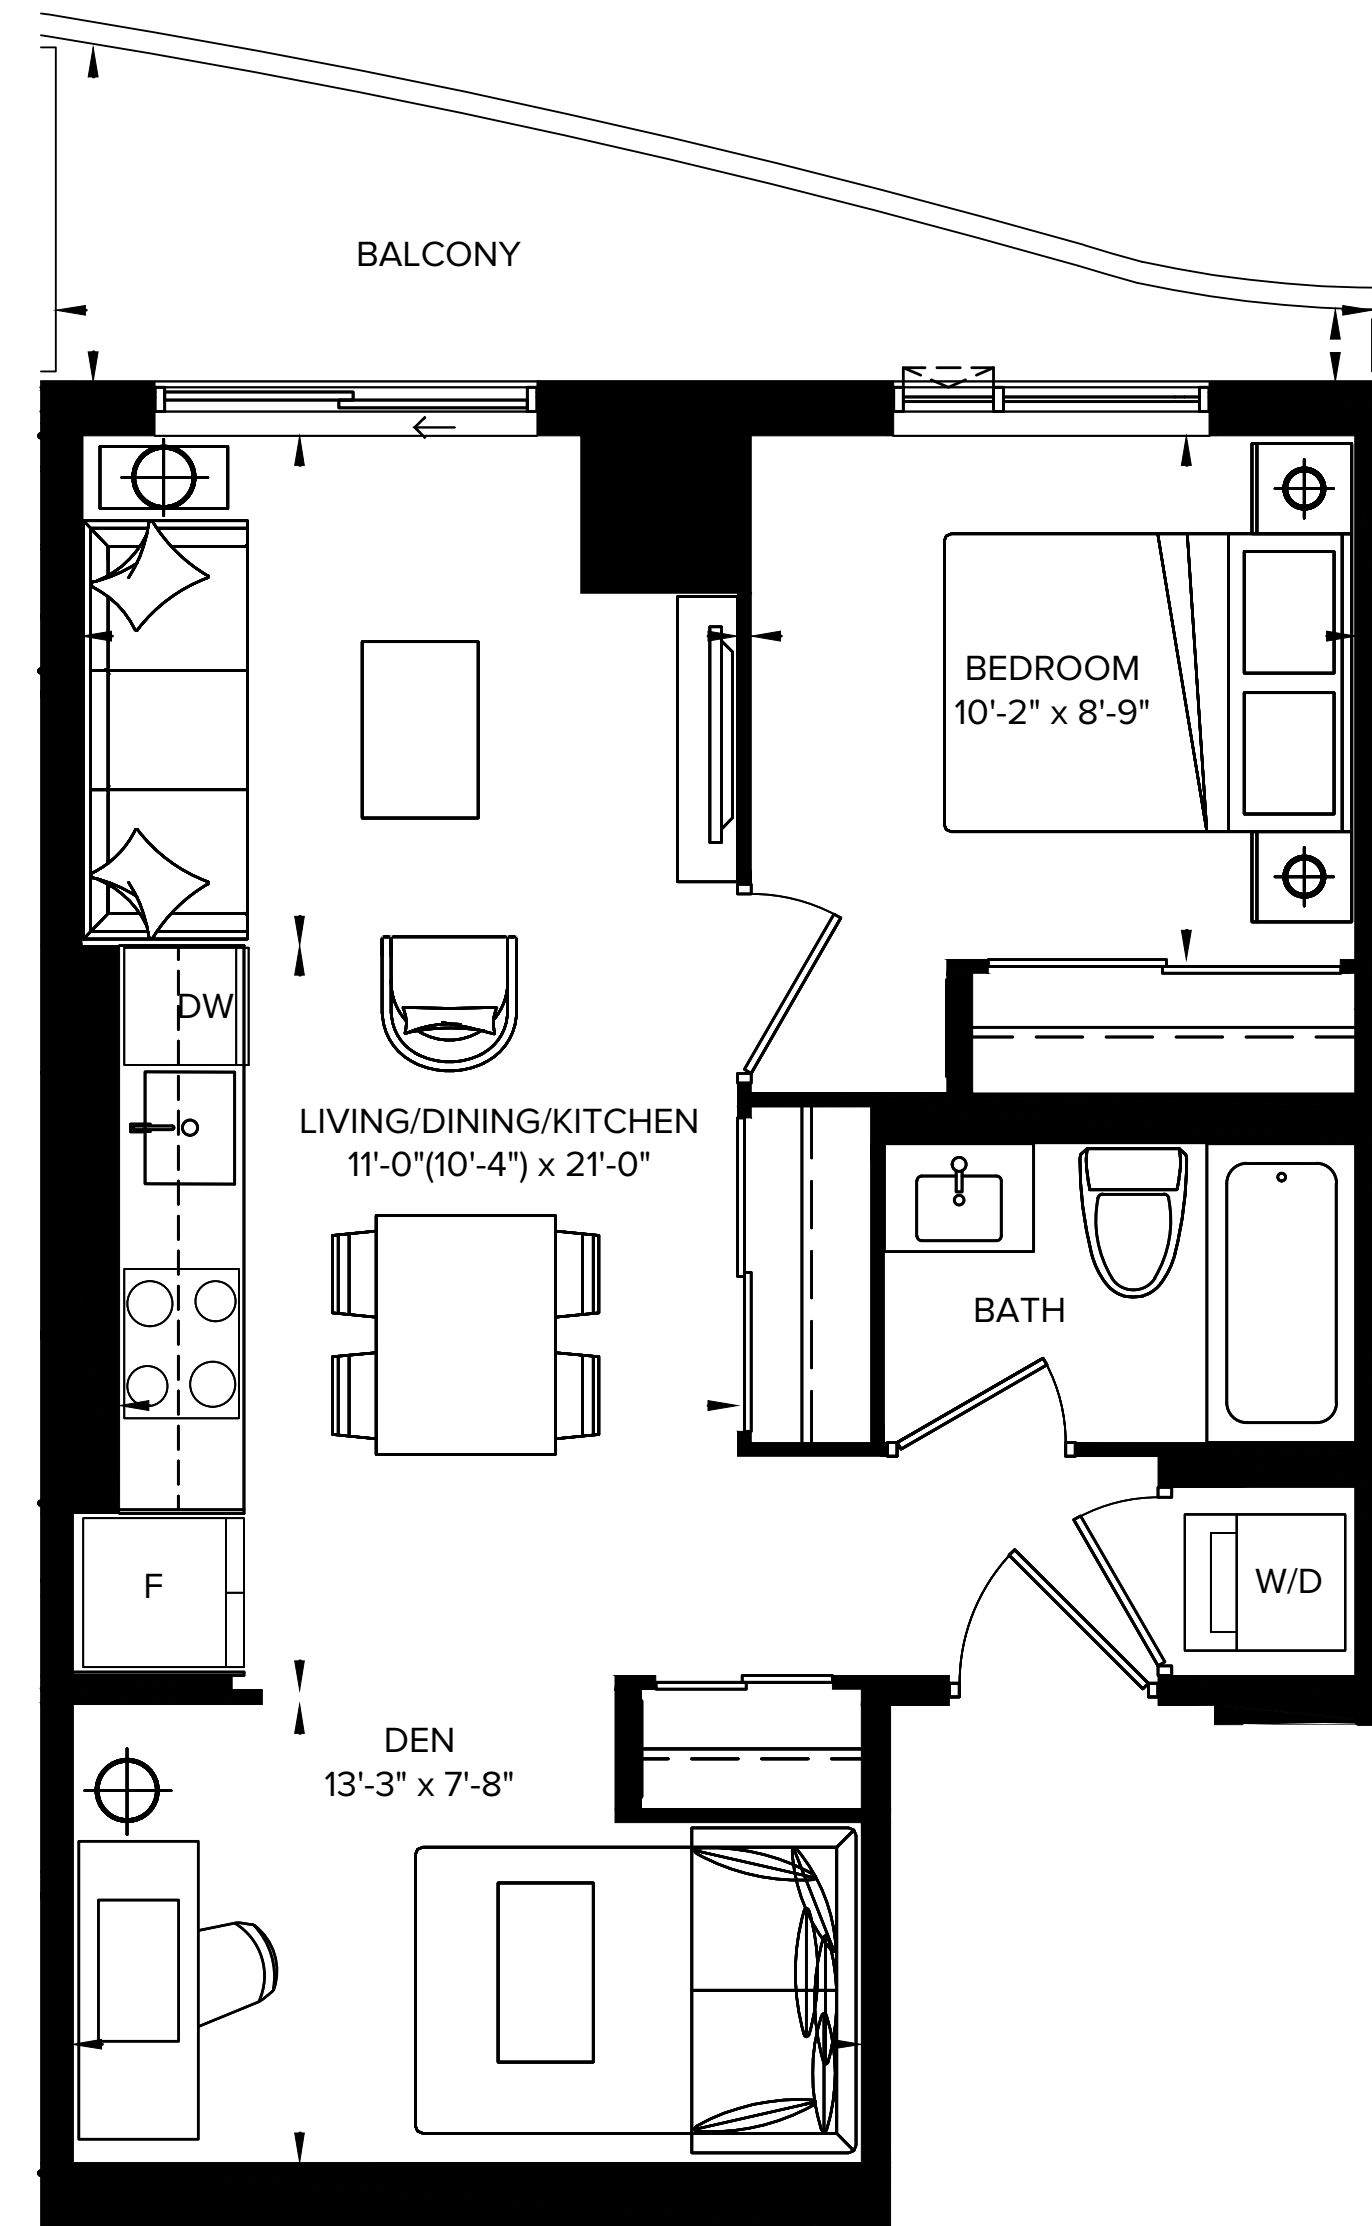 BALCONY
BEDROOM
10'-2" x 8'-9"
DW
LIVING/DINING/KITCHEN
11'-0"(10'-4") x 21'-0"
BATH
F
W/D
DEN
13'-3" x 7'-8"